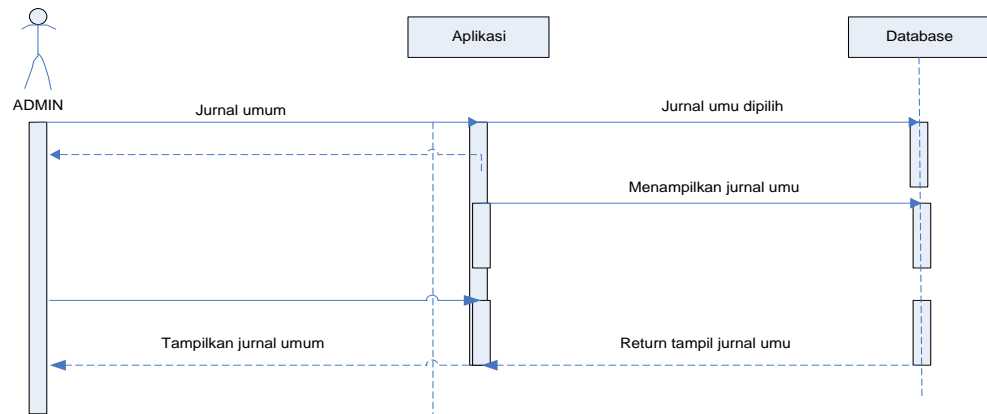 Aplikasi
Database
ADMIN
Jurnal umum
Jurnal umu dipilih
Menampilkan jurnal umu
Tampilkan jurnal umum
Return tampil jurnal umu